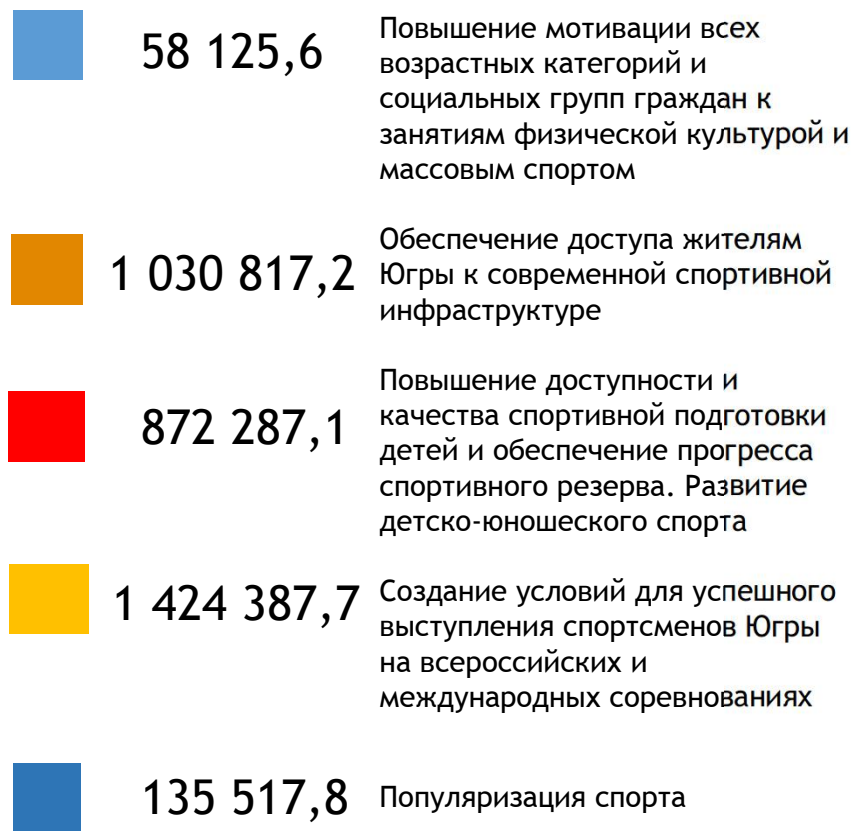 58 125,6
Повышение мотивации всех
возрастных категорий и
социальных групп граждан к
занятиям физической культурой и
массовым спортом
1 030 817,2
Обеспечение доступа жителям
Югры к современной спортивной
инфраструктуре
872 287,1
Повышение доступности и
качества спортивной подготовки
детей и обеспечение прогресса
спортивного резерва. Развитие
детско-юношеского спорта
1 424 387,7
Создание условий для успешного
выступления спортсменов Югры
на всероссийских и
международных соревнованиях
135 517,8
Популяризация спорта